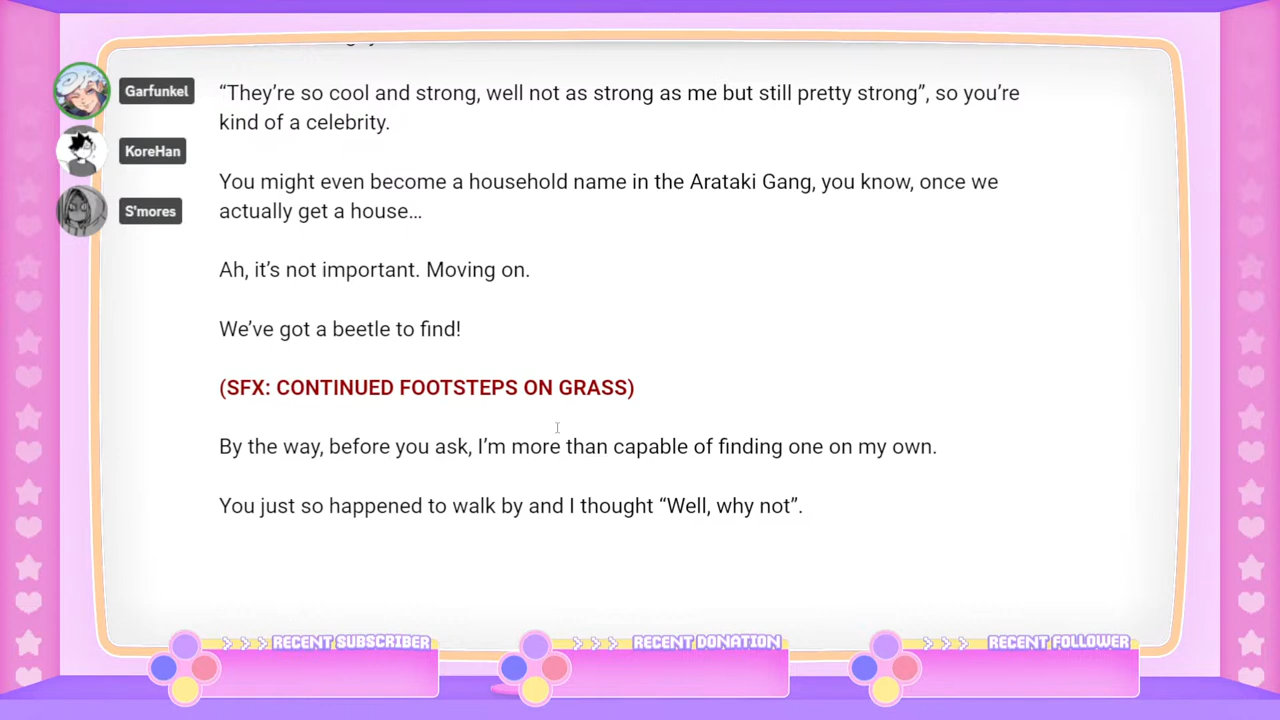 Garfunkel
KoreHan
S'mores
“They’re so cool and strong, well not as strong as me but still pretty strong”, so you’re
kind of a celebrity.
You might even become a household name in the Arataki Gang, you know, once we
actually get a house…
Ah, it’s not important. Moving on.
We’ve got a beetle to find!
(SFX: CONTINUED FOOTSTEPS ON GRASS)
By the way, before you ask, I’m more than capable of finding one on my own.
You just so happened to walk by and I thought “Well, why not”.
> > > RECENT SUBSCRIBER
> > > RECENT DONATION
> > > RECENT FOLLOWER